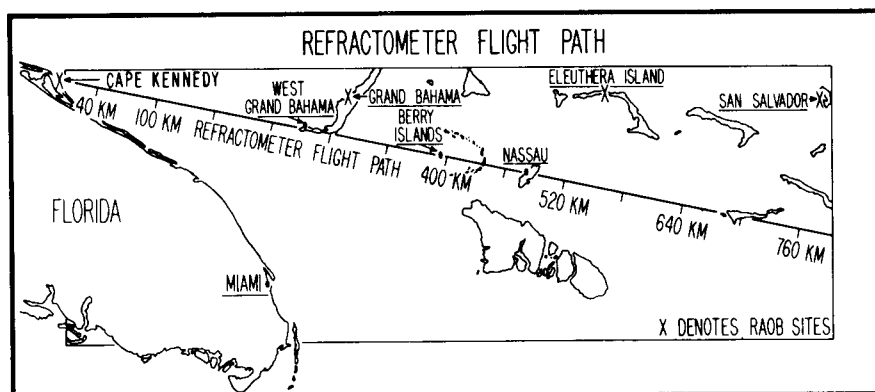 REFRACTOMETER FLIGHT PATH
CAPE KENNEDY
40 KM
100 KM
REFRACTOMETER FLIGHT PATH
WEST
GRAND BAHAMA
GRAND BAHAMA
BERRY
ISLANDS
ELEUTHERA ISLAND
SAN SALVADOR
400 KM
NASSAU
520 KM
640 KM
760 KM
FLORIDA
MIAMI
X DENOTES RAOB SITES